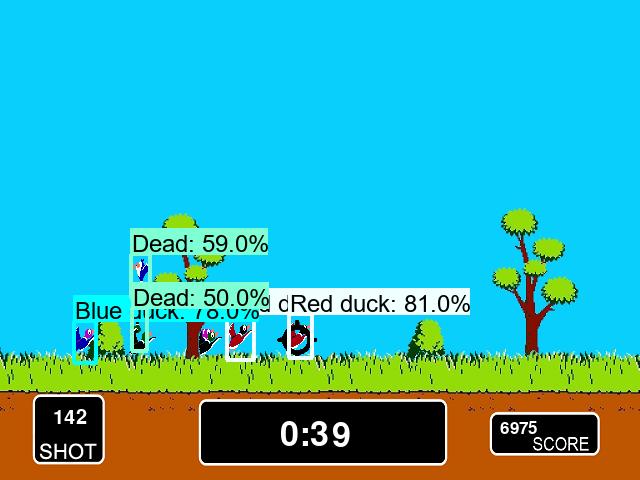 Dead: 59.0%
Dead: 50.0%
Blue duck: 78.0%
d d
Red duck: 81.0%
142
SHOT
0:39
6975
SCORE